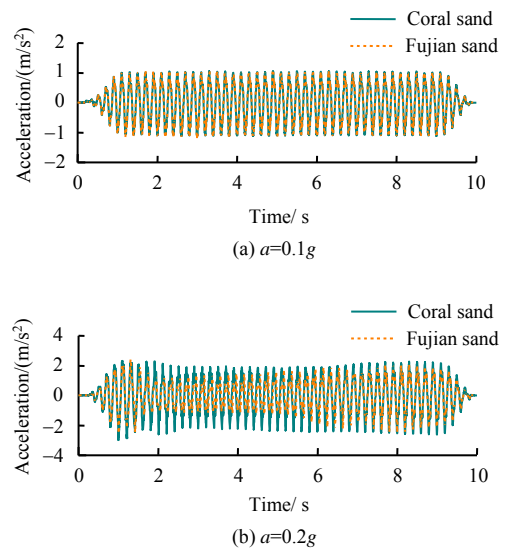 Coral sand
Fujian sand
Acceleration/(m/s²)
2
1
0
−1
−2
0 2 4 6 8 10
Time/ s
(a) a=0.1g
Coral sand
Fujian sand
Acceleration/(m/s²)
4
2
0
−2
−4
0 2 4 6 8 10
Time/ s
(b) a=0.2g